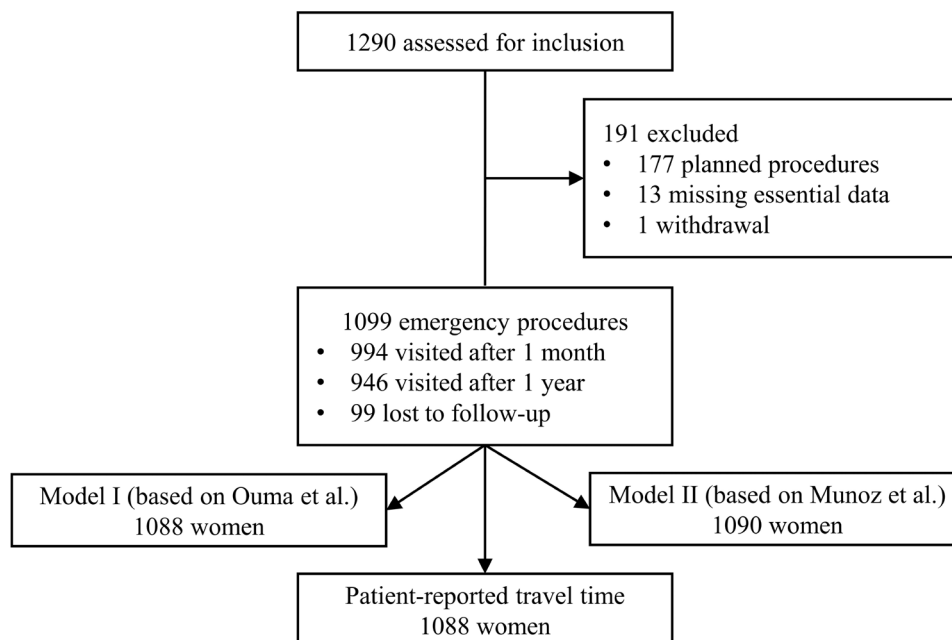 1290 assessed for inclusion
191 excluded
• 177 planned procedures
• 13 missing essential data
• 1 withdrawal
1099 emergency procedures
• 994 visited after 1 month
• 946 visited after 1 year
• 99 lost to follow-up
Model I (based on Ouma et al.)
1088 women
Model II (based on Munoz et al.)
1090 women
Patient-reported travel time
1088 women